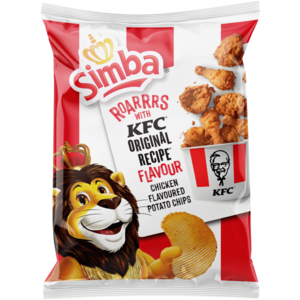 Simba
ROARRRS
WITH
KFC
ORIGINAL
RECIPE
FLAVOUR
CHICKEN
FLAVOURED
POTATO CHIPS
KFC